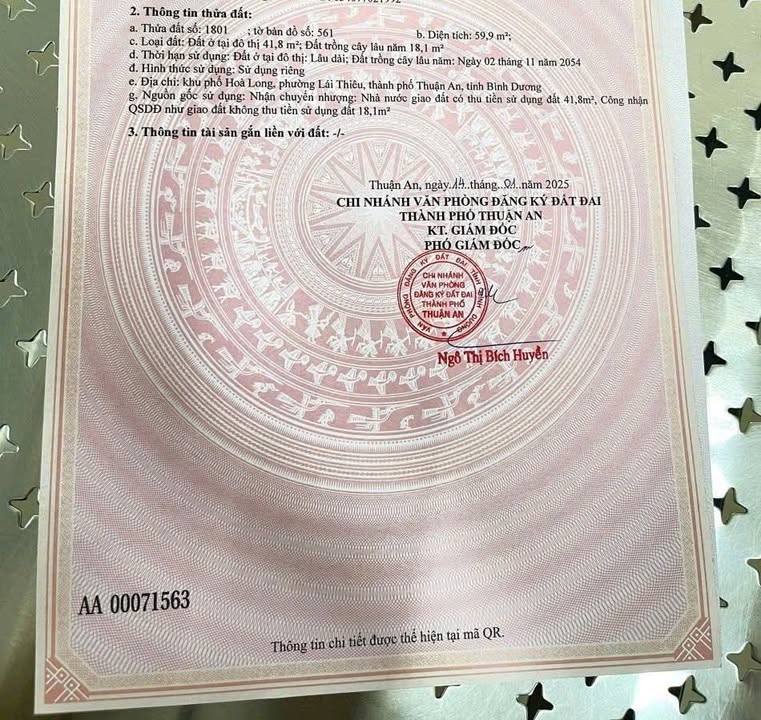 2. Thông tin thửa đất:
a. Thửa đất số: 1801 ; tờ bản đồ số: 561 b. Diện tích: 59,9 m²;
c. Loại đất: Đất ở tại đô thị 41,8 m²; Đất trồng cây lâu năm 18,1 m²
d. Thời hạn sử dụng: Đất ở tại đô thị: Lâu dài; Đất trồng cây lâu năm: Ngày 02 tháng 11 năm 2054
đ. Hình thức sử dụng: Sử dụng riêng
e. Địa chỉ: khu phố Hoà Long, phường Lái Thiêu, thành phố Thuận An, tỉnh Bình Dương
g. Nguồn gốc sử dụng: Nhận chuyển nhượng: Nhà nước giao đất có thu tiền sử dụng đất 41,8m², Công nhận
QSDĐ như giao đất không thu tiền sử dụng đất 18,1m²
3. Thông tin tài sản gắn liền với đất: -/-
Thuận An, ngày.14.tháng..01.năm 2025
CHI NHÁNH VĂN PHÒNG ĐĂNG KÝ ĐẤT ĐAI
THÀNH PHỐ THUẬN AN
KT. GIÁM ĐỐC
PHÓ GIÁM ĐỐC
VĂN PHÒNG ĐĂNG KÝ ĐẤT ĐAI TỈNH BÌNH DƯƠNG
CHI NHÁNH
VĂN PHÒNG
ĐĂNG KÝ ĐẤT ĐAI
THÀNH PHỐ
THUẬN AN
Ngô Thị Bích Huyền
AA 00071563
Thông tin chi tiết được thể hiện tại mã QR.